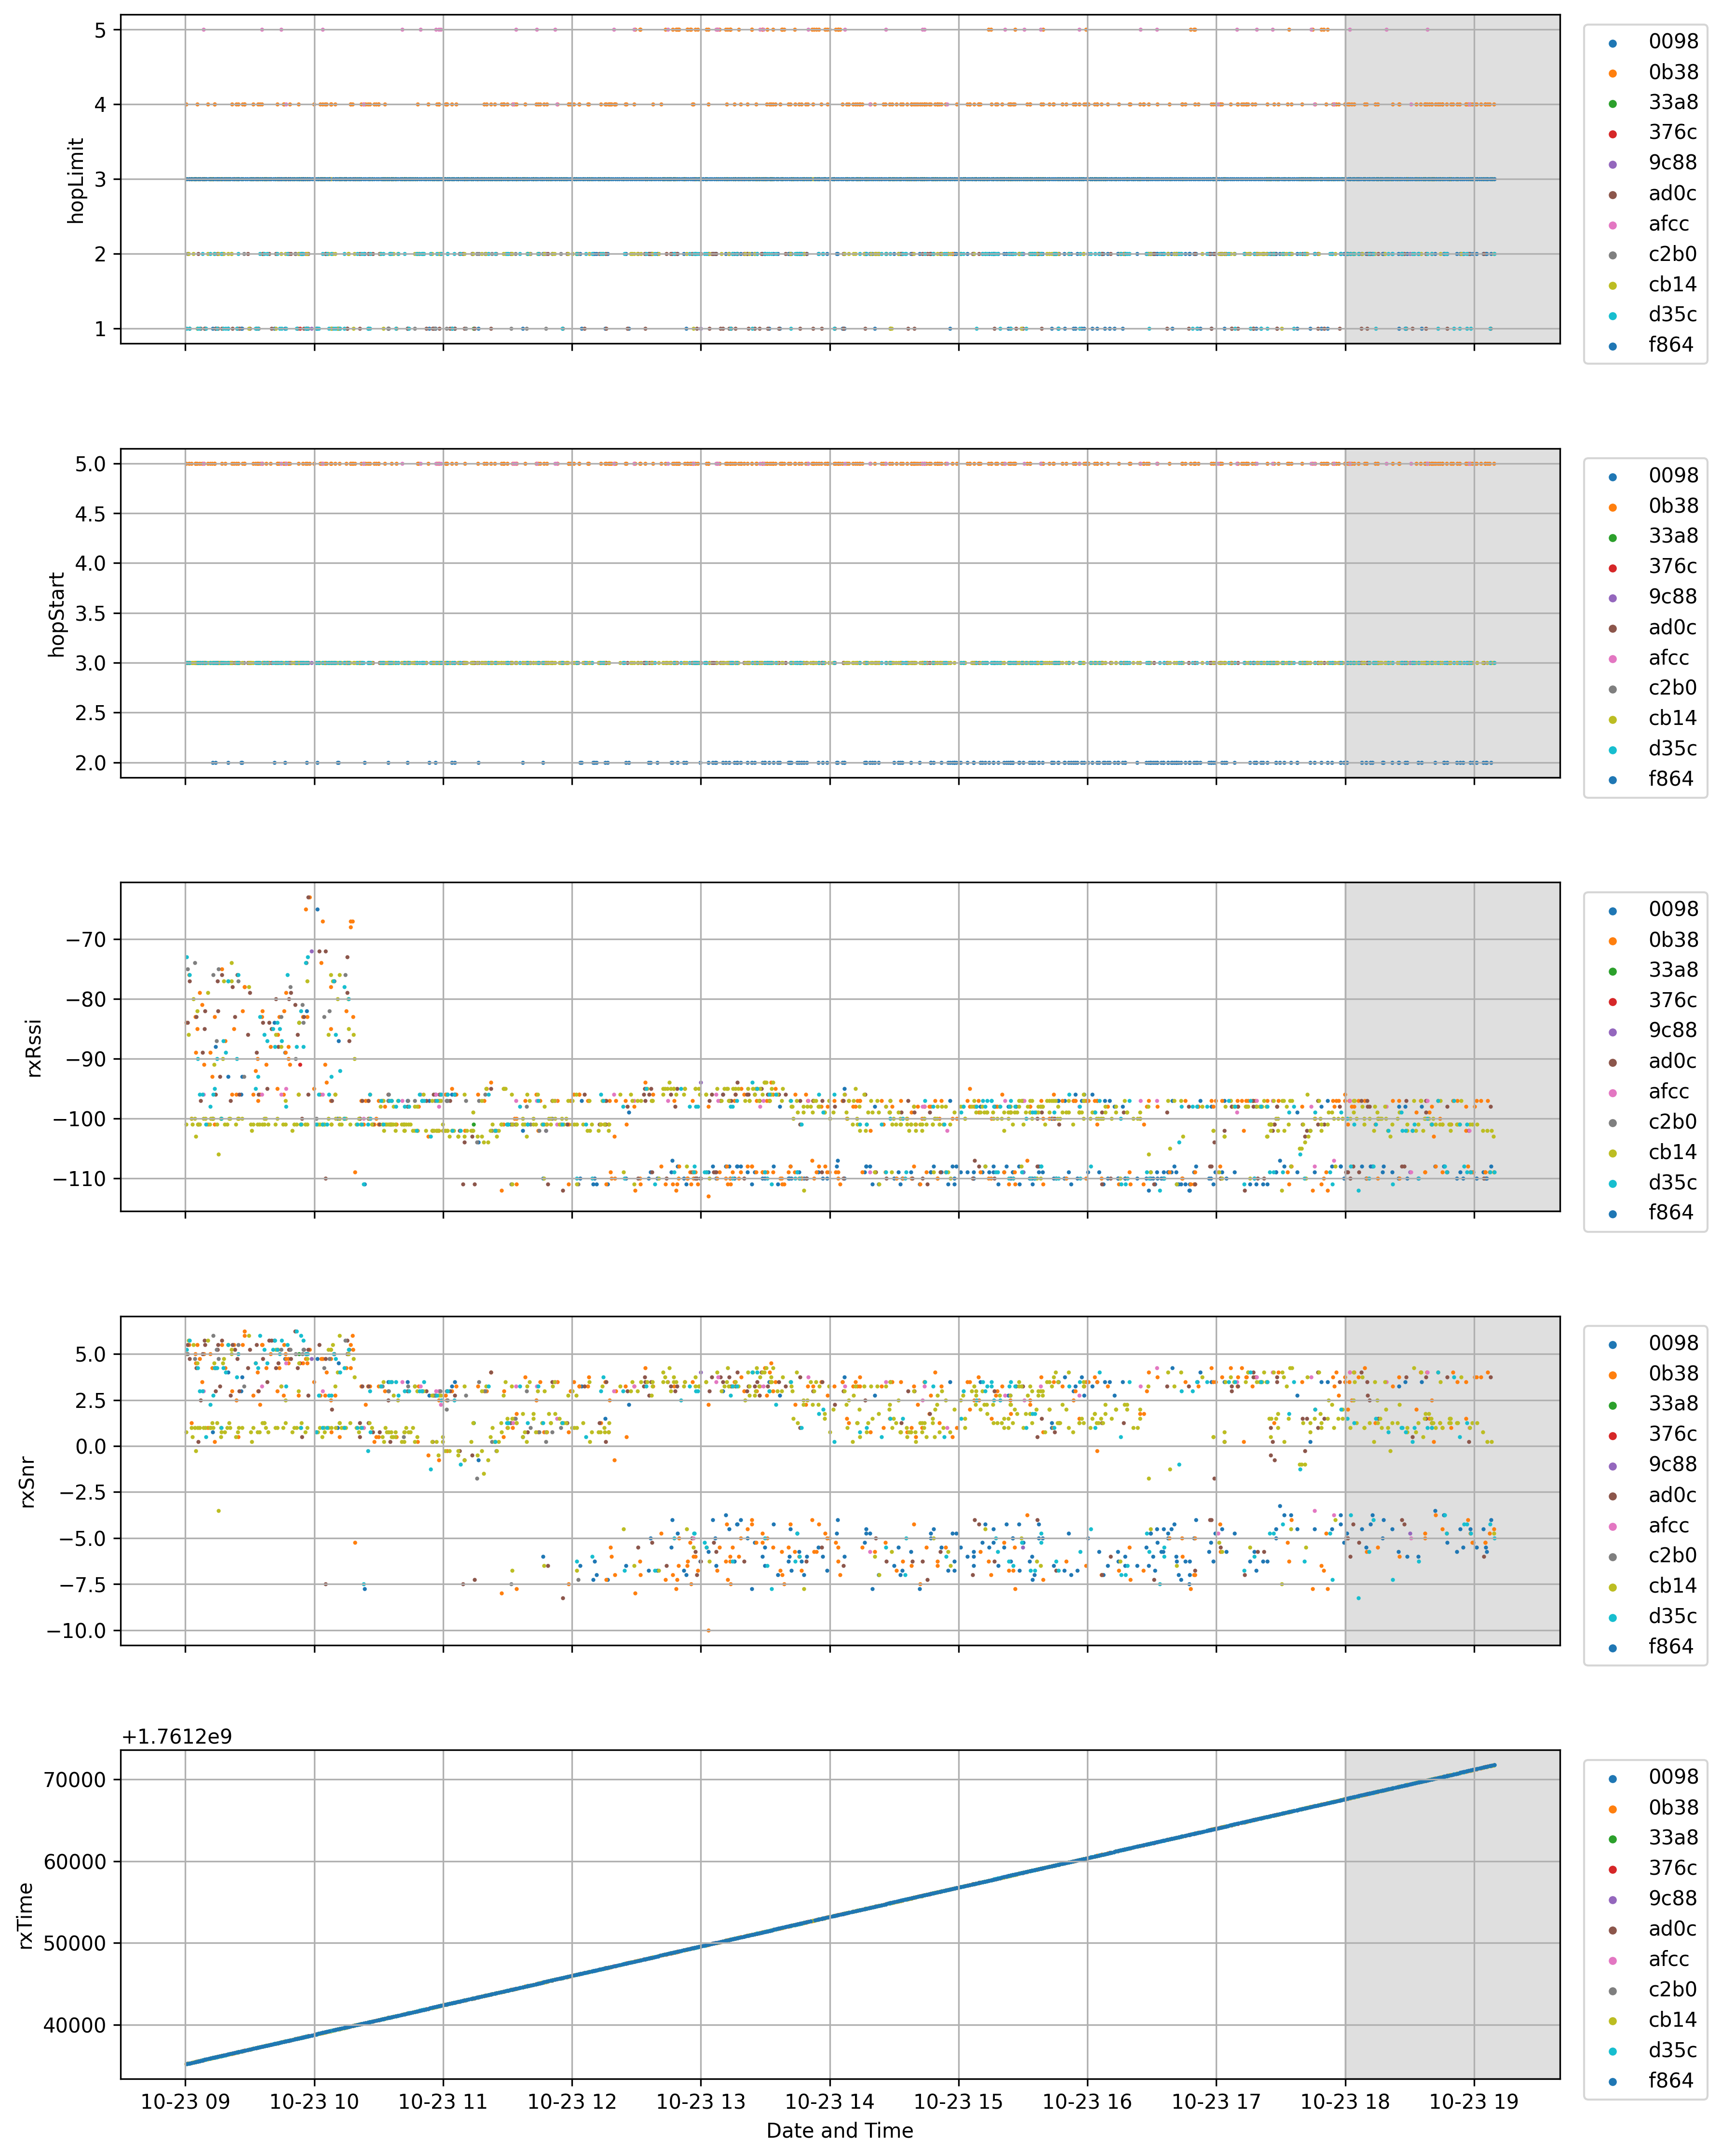 hopLimit
5
4
3
2
1
0098
0b38
33a8
376c
9c88
ad0c
afcc
c2b0
cb14
d35c
f864
hopStart
5.0
4.5
4.0
3.5
3.0
2.5
2.0
0098
0b38
33a8
376c
9c88
ad0c
afcc
c2b0
cb14
d35c
f864
rxRssi
−70
−80
−90
−100
−110
0098
0b38
33a8
376c
9c88
ad0c
afcc
c2b0
cb14
d35c
f864
rxSnr
5.0
2.5
0.0
−2.5
−5.0
−7.5
−10.0
0098
0b38
33a8
376c
9c88
ad0c
afcc
c2b0
cb14
d35c
f864
+1.7612e9
rxTime
70000
60000
50000
40000
0098
0b38
33a8
376c
9c88
ad0c
afcc
c2b0
cb14
d35c
f864
10-23 09 10-23 10 10-23 11 10-23 12 10-23 13 10-23 14 10-23 15 10-23 16 10-23 17 10-23 18 10-23 19
Date and Time